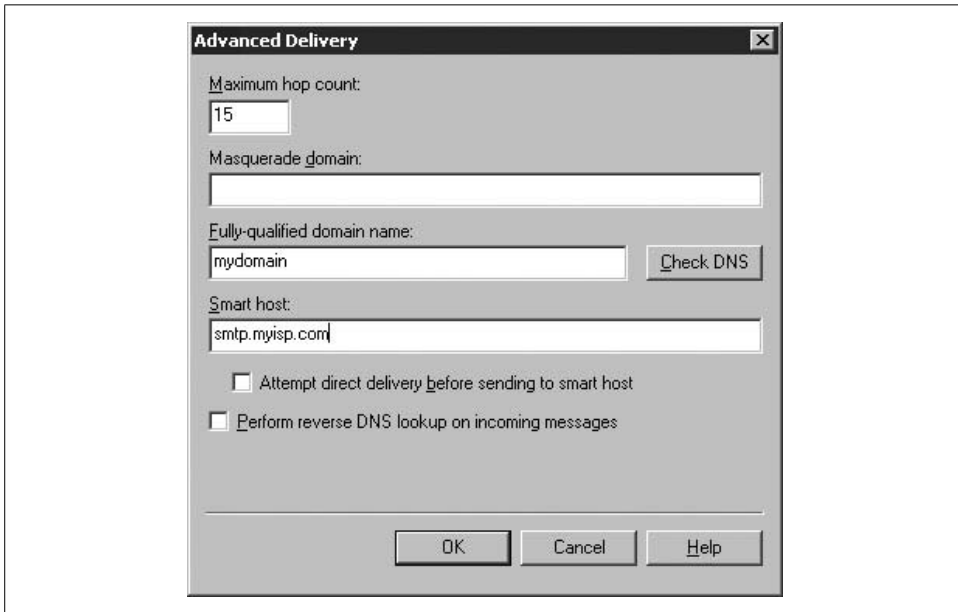 Advanced Delivery
Maximum hop count:
15
Masquerade domain:
Fully-qualified domain name:
mydomain
Check DNS
Smart host:
smtp.myisp.com
Attempt direct delivery before sending to smart host
Perform reverse DNS lookup on incoming messages
OK
Cancel
Help